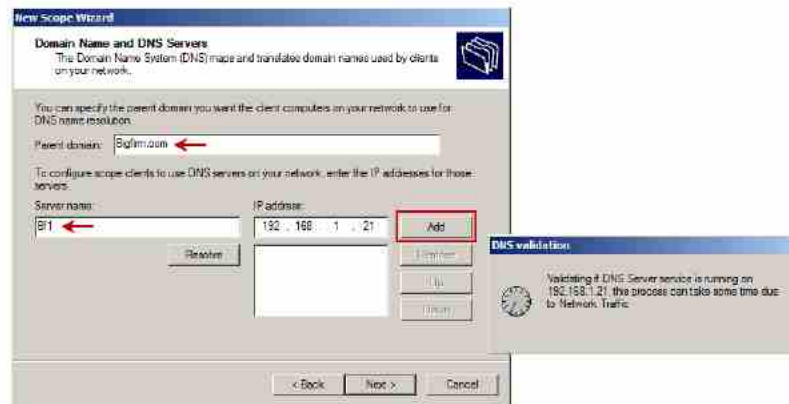 New Scope Wizard
Domain Name and DNS Servers
The Domain Name System (DNS) maps and translates domain names used by clients
on your network.
You can specify the parent domain you want the client computers on your network to use for
DNS name resolution.
Parent domain: Bigfirm.com
To configure scope clients to use DNS servers on your network, enter the IP addresses for those
servers.
Server name: IP address:
Bf1 192 . 168 . 1 . 21 Add
Resolve Remove
Up
Down
DNS validation
Validating if DNS Server service is running on
192.168.1.21, this process can take some time due
to Network Traffic
< Back Next > Cancel